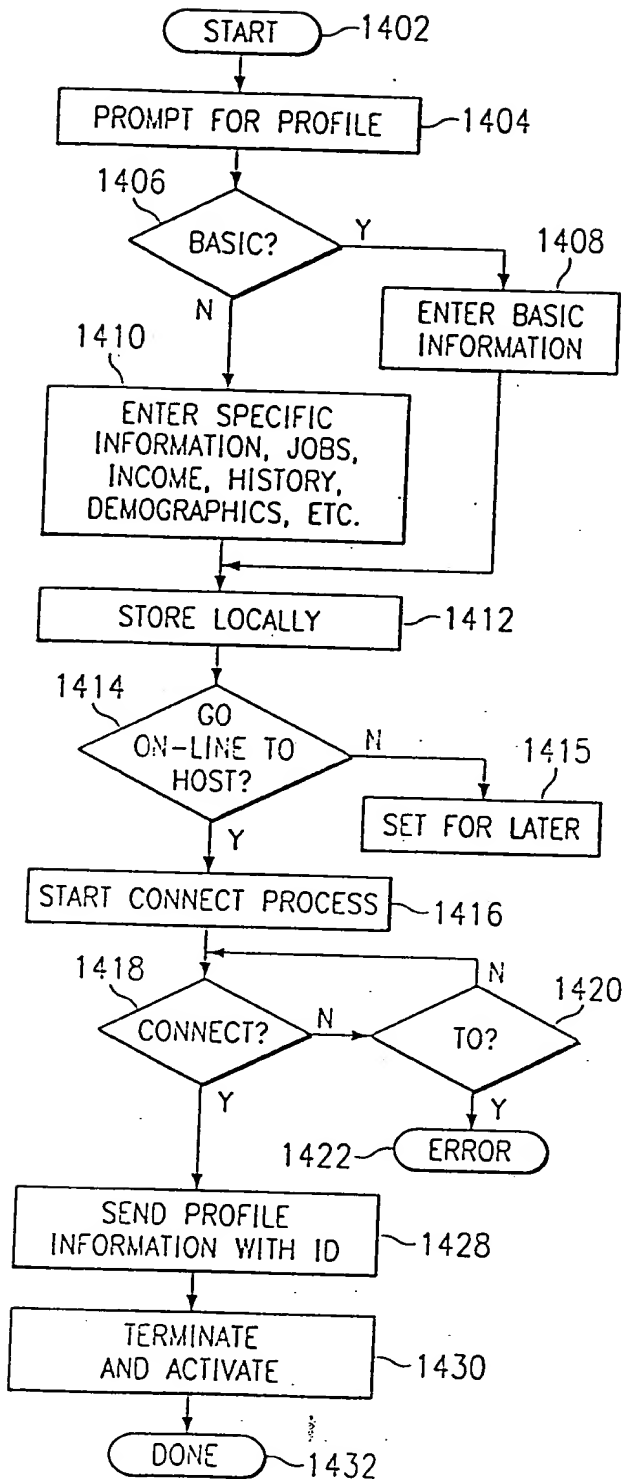 START
1402
PROMPT FOR PROFILE
1404
1406
BASIC?
Y
N
1408
ENTER BASIC
INFORMATION
1410
ENTER SPECIFIC
INFORMATION, JOBS,
INCOME, HISTORY,
DEMOGRAPHICS, ETC.
STORE LOCALLY
1412
1414
GO
ON-LINE TO
HOST?
N
Y
1415
SET FOR LATER
START CONNECT PROCESS
1416
1418
CONNECT?
N
Y
N
1420
TO?
Y
1422
ERROR
SEND PROFILE
INFORMATION WITH ID
1428
TERMINATE
AND ACTIVATE
1430
DONE
1432